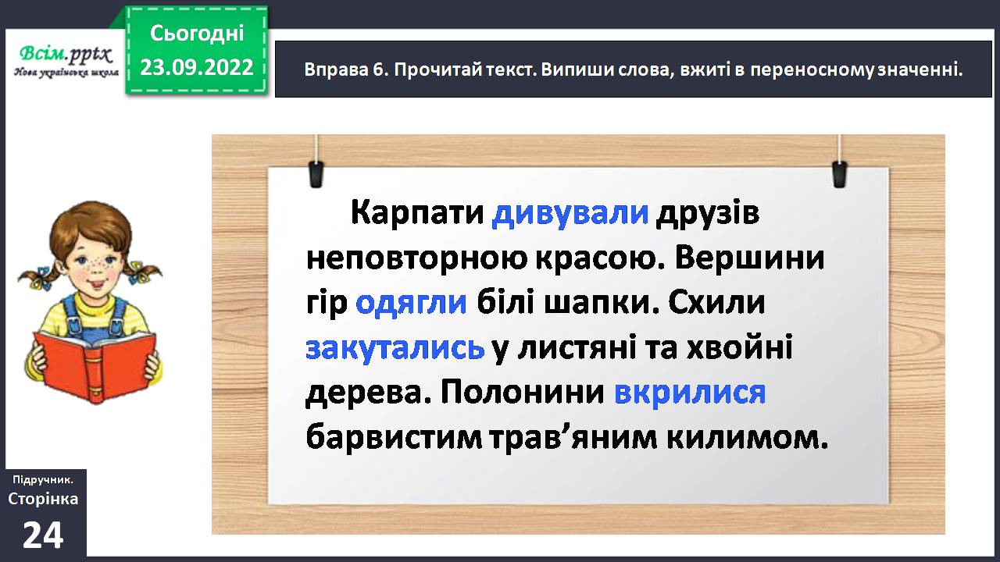 Сьогодні
23.09.2022
Всім.pptx
Нова українська школа
Вправа 6. Прочитай текст. Випиши слова, вжиті в переносному значенні.
Карпати дивували друзів
неповторною красою. Вершини
гір одягли білі шапки. Схили
закутались у листяні та хвойні
дерева. Полонини вкрилися
барвистим трав’яним килимом.
Підручник.
Сторінка
24